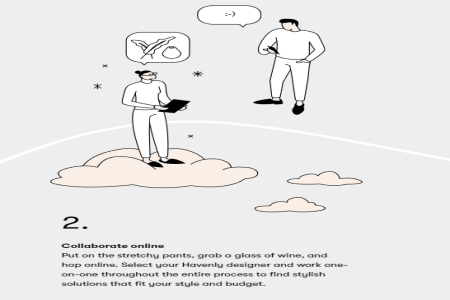 :-)
2.
Collaborate online
Put on the stretchy pants, grab a glass of wine, and
hop online. Select your Havenly designer and work one-
on-one throughout the entire process to find stylish
solutions that fit your style and budget.